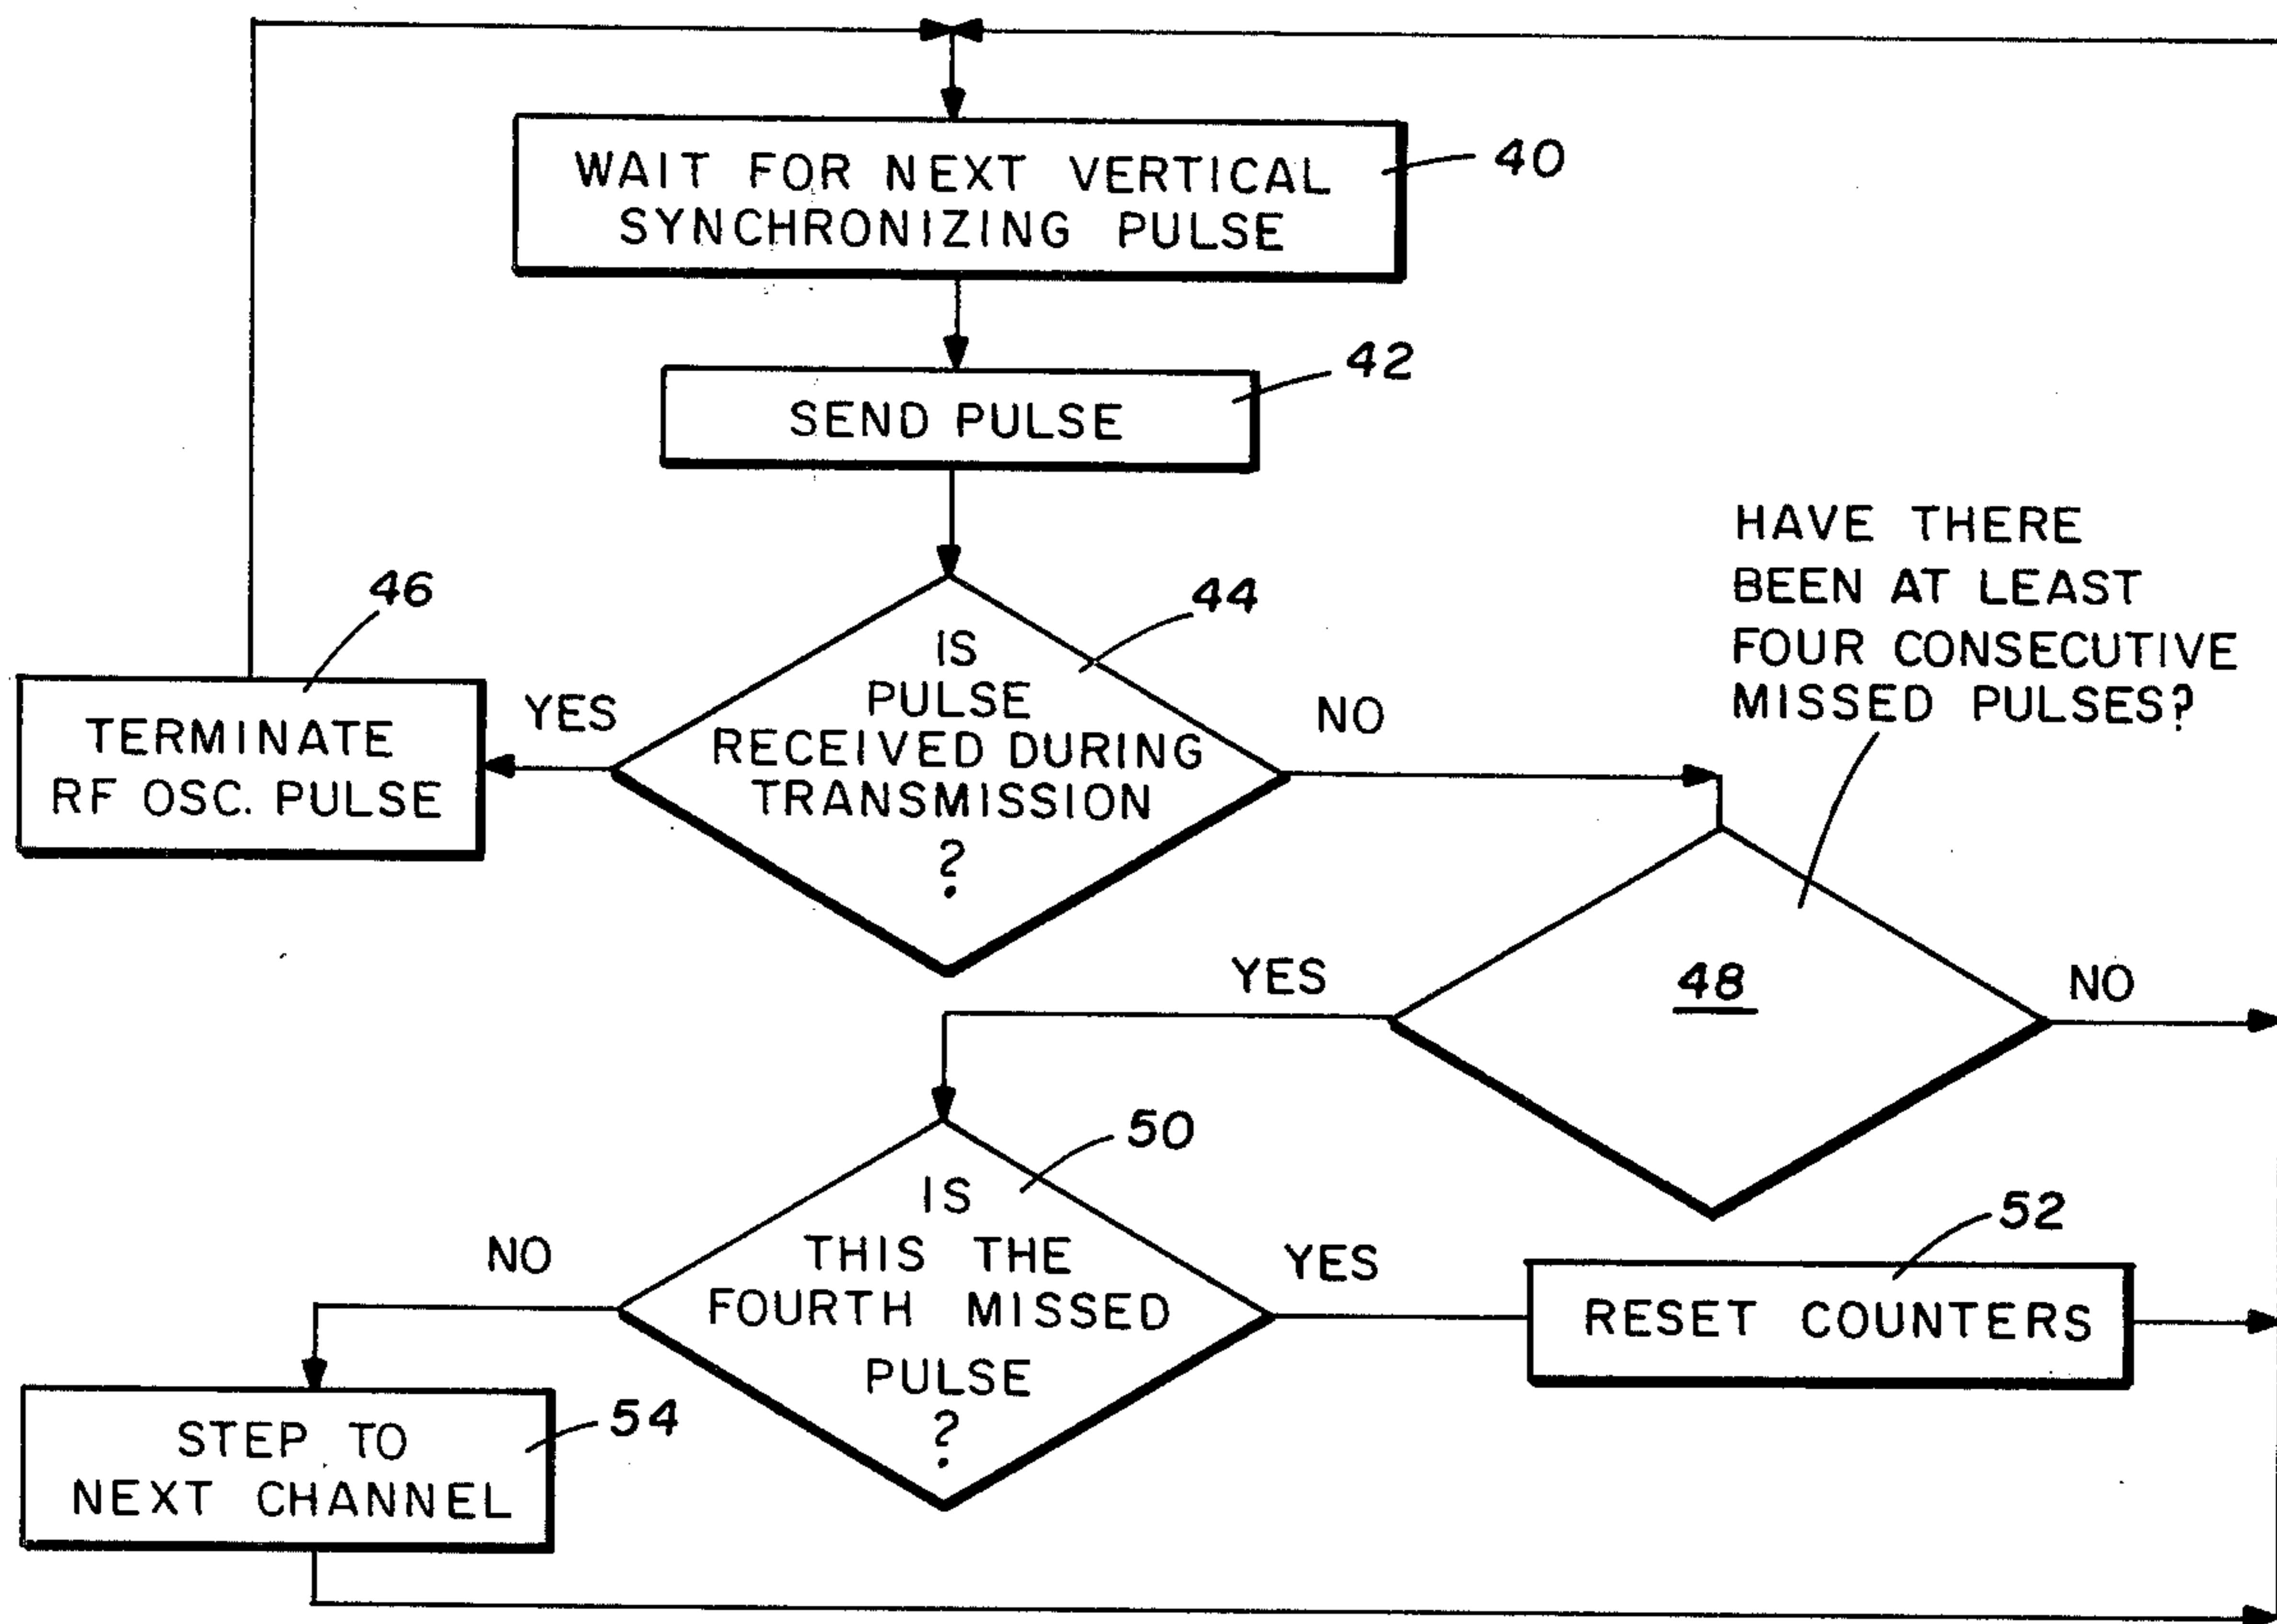 WAIT FOR NEXT VERTICAL
SYNCHRONIZING PULSE
40
SEND PULSE
42
IS
PULSE
RECEIVED DURING
TRANSMISSION
?
44
YES
NO
46
TERMINATE
RF OSC. PULSE
HAVE THERE
BEEN AT LEAST
FOUR CONSECUTIVE
MISSED PULSES?
48
YES
NO
IS
THIS THE
FOURTH MISSED
PULSE
?
50
NO
YES
52
RESET COUNTERS
STEP TO
NEXT CHANNEL
54